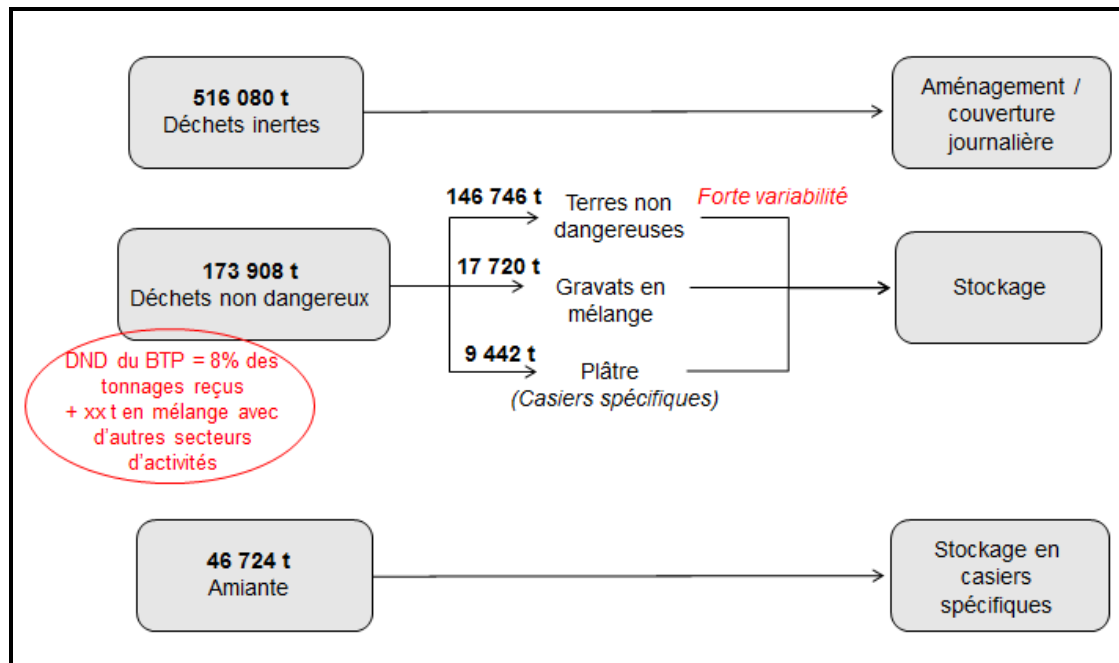 516 080 t
Déchets inertes
Aménagement /
couverture
journalière
146 746 t
Terres non
dangereuses
Forte variabilité
173 908 t
Déchets non dangereux
17 720 t
Gravats en
mélange
Stockage
9 442 t
Plâtre
(Casiers spécifiques)
DND du BTP = 8% des
tonnages reçus
+ xx t en mélange avec
d'autres secteurs
d'activités
46 724 t
Amiante
Stockage en
casiers
spécifiques